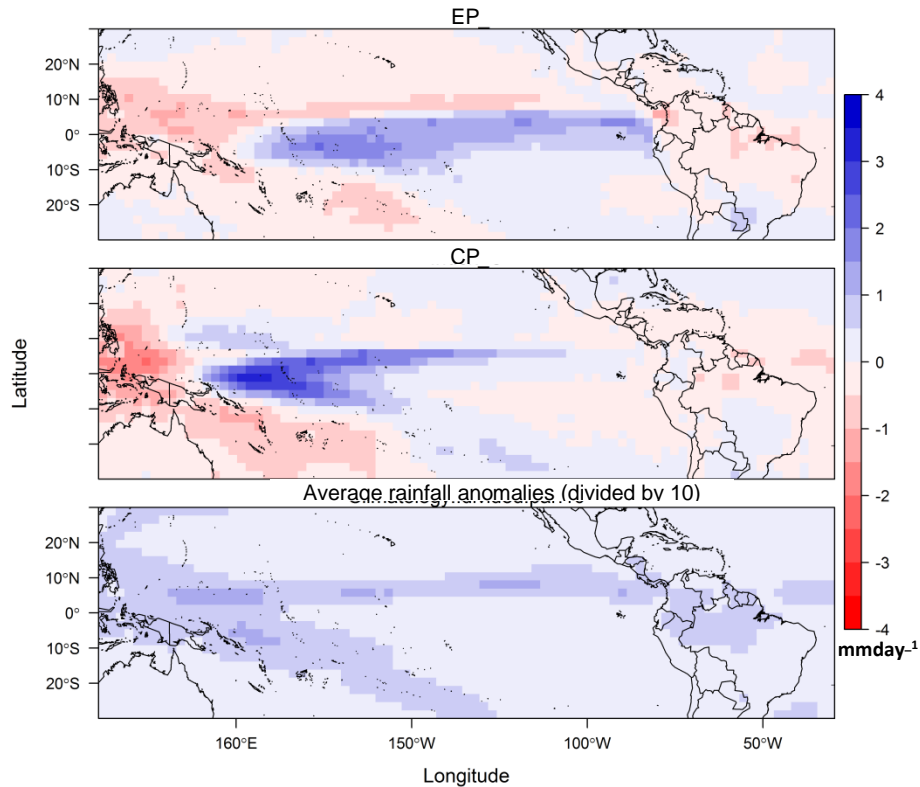 EP_
20°N
10°N
0°
10°S
20°S
CP_
Latitude
Average rainfall anomalies (divided by 10)
20°N
10°N
0°
10°S
20°S
160°E 150°W 100°W 50°W
Longitude
4
3
2
1
0
-1
-2
-3
-4
mmday⁻¹